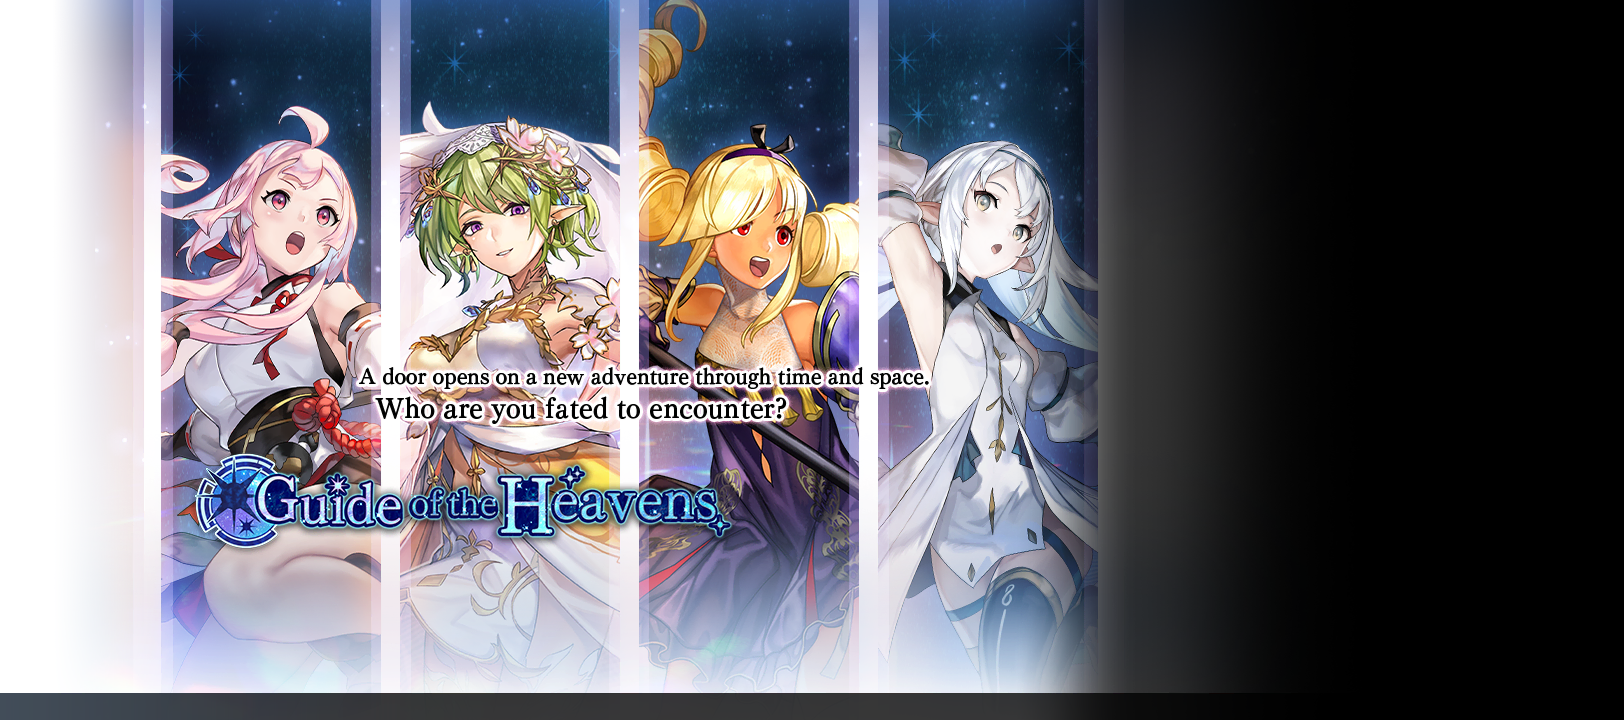 A door opens on a new adventure through time and space.
Who are you fated to encounter?
Guide of the Heavens